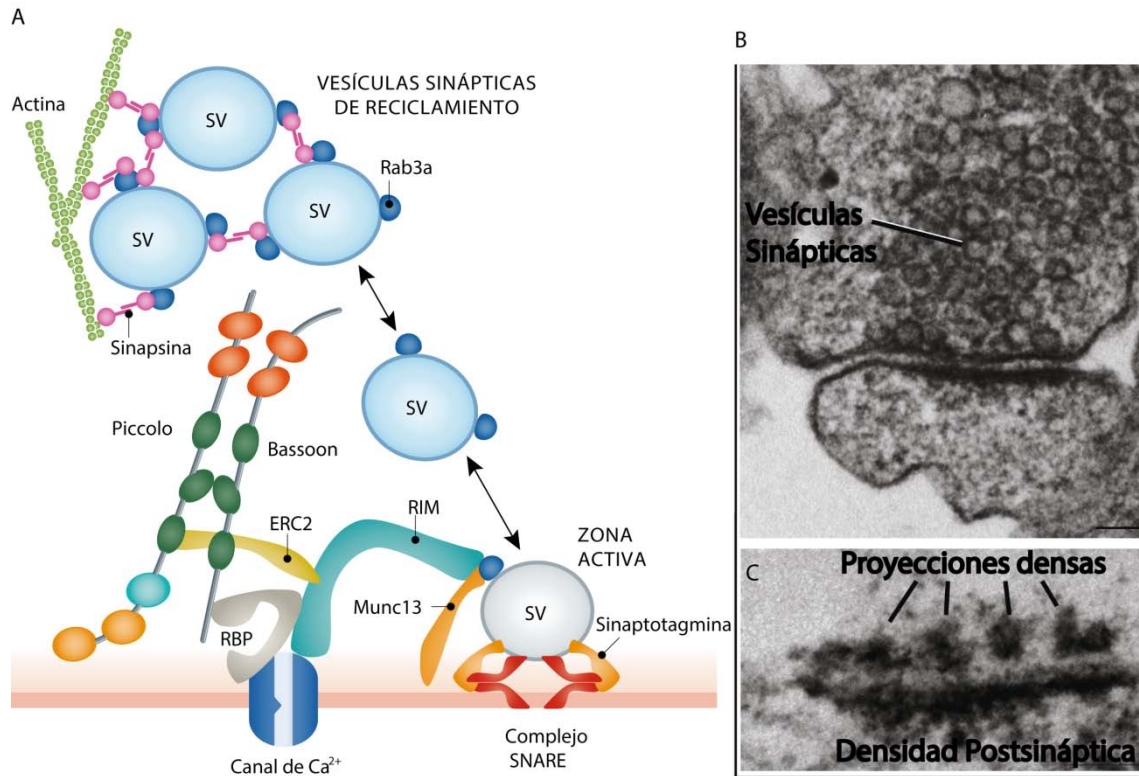 A
Actina
SV
VESÍCULAS SINÁPTICAS
DE RECICLAMIENTO
Rab3a
SV
SV
Sinapsina
SV
Piccolo
Bassoon
ERC2
RIM
ZONA
ACTIVA
Munc13
SV
Sinaptotagmina
RBP
Complejo
SNARE
Canal de Ca²⁺
B
Vesículas
Sinápticas
C
Proyecciones densas
Densidad Postsináptica